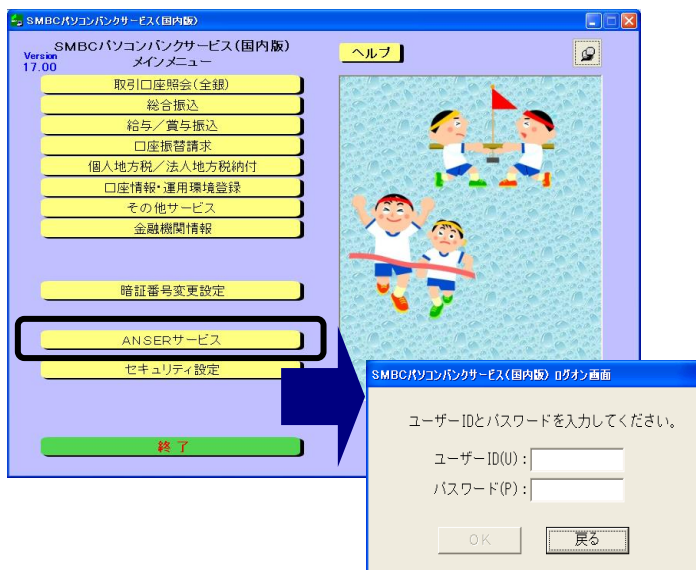 SMBCパソコンバンクサービス(国内版)
SMBCパソコンバンクサービス(国内版)
Version
17.00
メインメニュー
ヘルプ
取引口座照会(全銀)
総合振込
給与/賞与振込
口座振替請求
個人地方税/法人地方税納付
口座情報・運用環境登録
その他サービス
金融機関情報
暗証番号変更設定
ANSERサービス
セキュリティ設定
終了
SMBCパソコンバンクサービス(国内版) ログオン画面
ユーザーIDとパスワードを入力してください。
ユーザーID(U):
パスワード(P):
OK
戻る